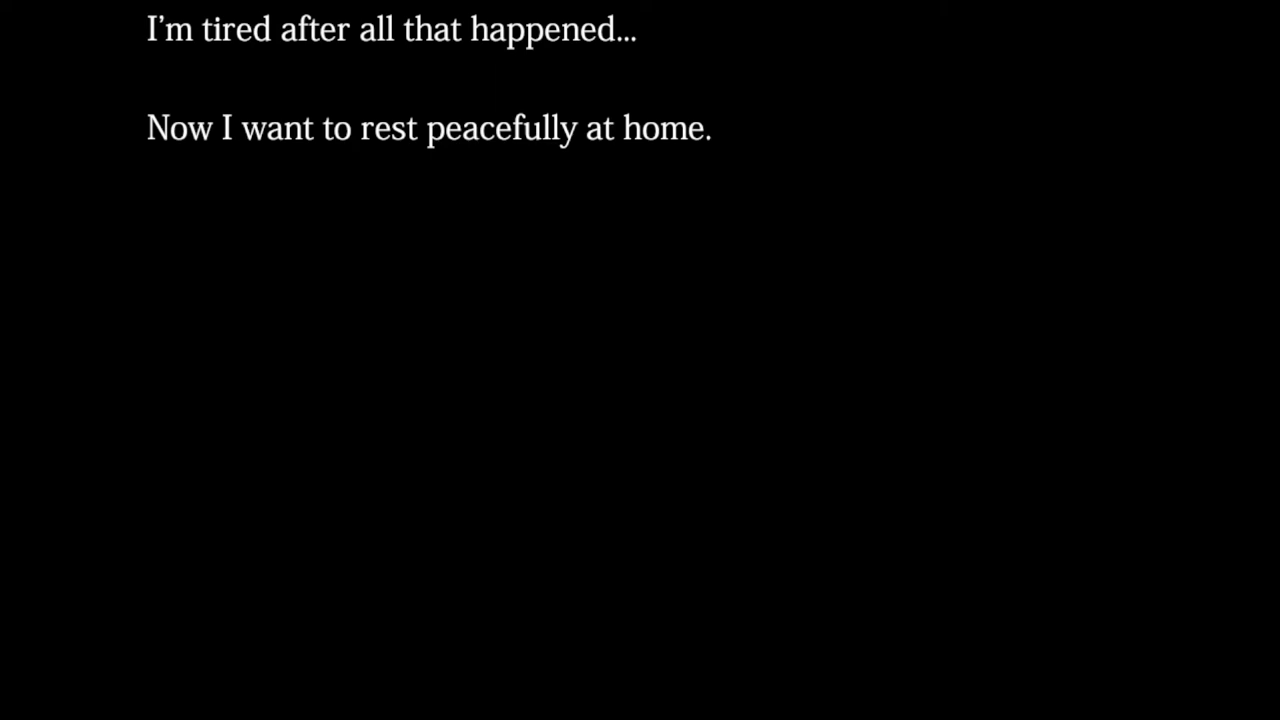 I’m tired after all that happened...
Now I want to rest peacefully at home.